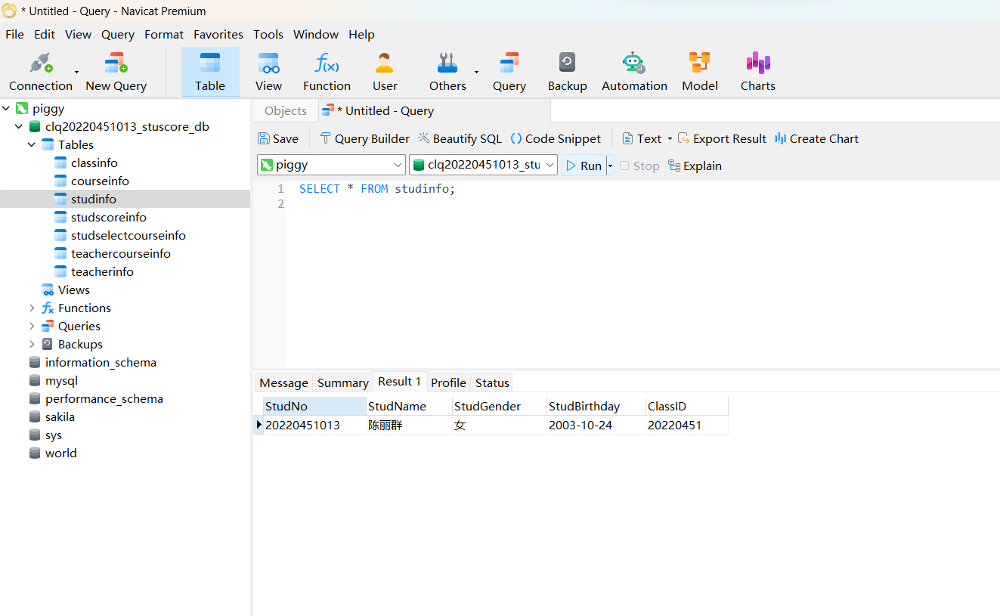 * Untitled - Query - Navicat Premium
File Edit View Query Format Favorites Tools Window Help
Connection New Query Table View Function User Others Query Backup Automation Model Charts
piggy
clq20220451013_stuscore_db
Tables
classinfo
courseinfo
studinfo
studscoreinfo
studselectcourseinfo
teachercourseinfo
teacherinfo
Views
Functions
Queries
Backups
information_schema
mysql
performance_schema
sakila
sys
world
Objects * Untitled - Query
Save Query Builder Beautify SQL () Code Snippet Text Export Result Create Chart
piggy clq20220451013_stu Run Stop Explain
1 SELECT * FROM studinfo;
2
Message Summary Result 1 Profile Status
StudNo StudName StudGender StudBirthday ClassID
20220451013 陈丽群 女 2003-10-24 20220451